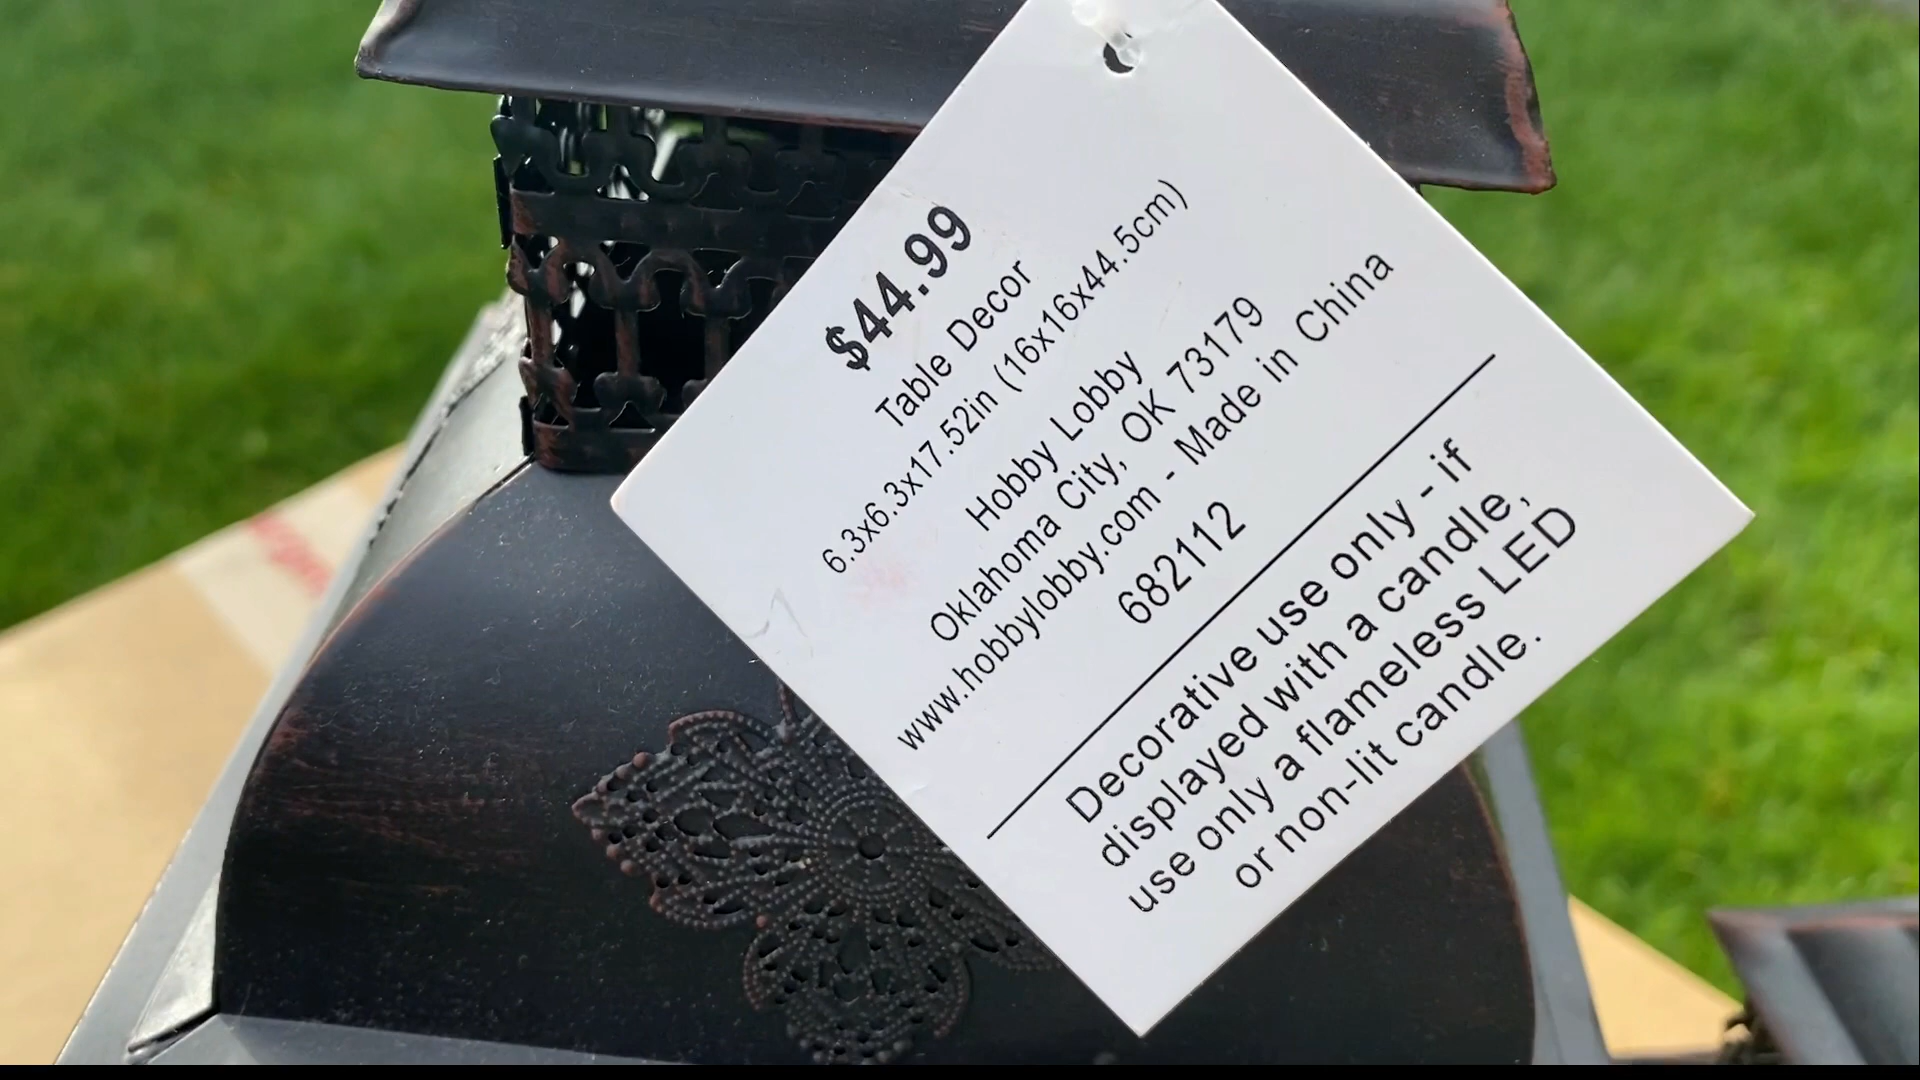 $44.99
Table Decor
6.3x6.3x17.52in (16x16x44.5cm)
Hobby Lobby
Oklahoma City, OK 73179
www.hobbylobby.com - Made in China
682112
Decorative use only - if
displayed with a candle,
use only a flameless LED
or non-lit candle.